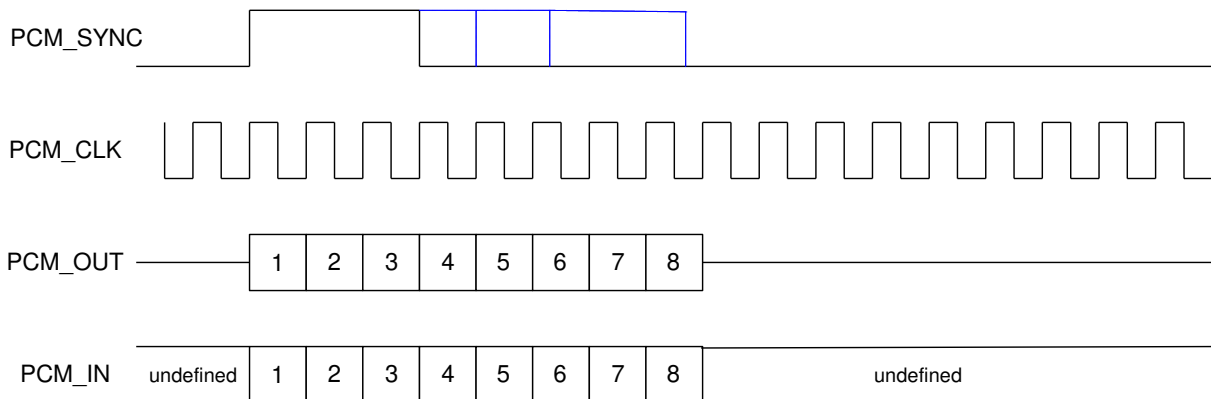 PCM_SYNC
PCM_CLK
PCM_OUT 1 2 3 4 5 6 7 8
PCM_IN undefined 1 2 3 4 5 6 7 8 undefined